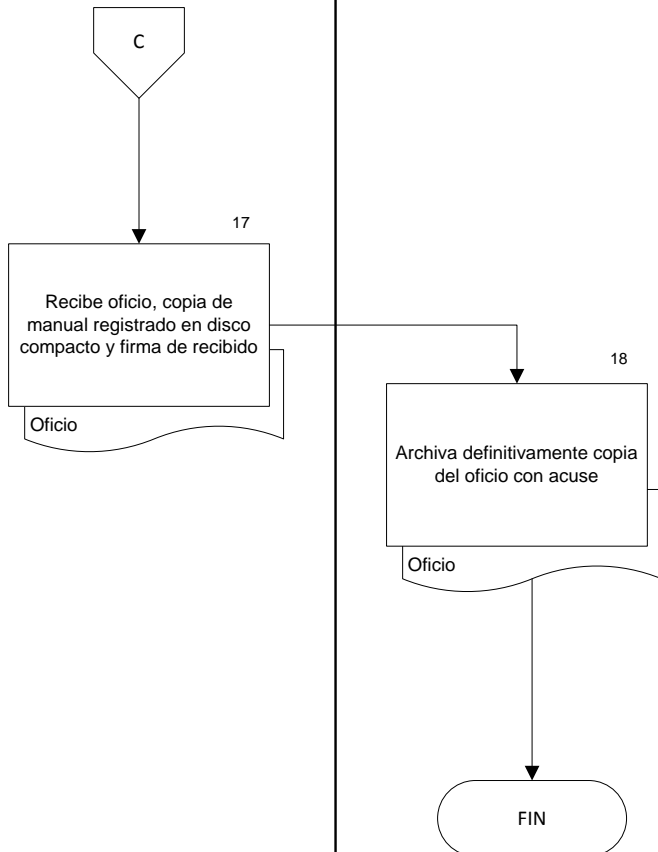 C
17
Recibe oficio, copia de
manual registrado en disco
compacto y firma de recibido
Oficio
18
Archiva definitivamente copia
del oficio con acuse
Oficio
FIN